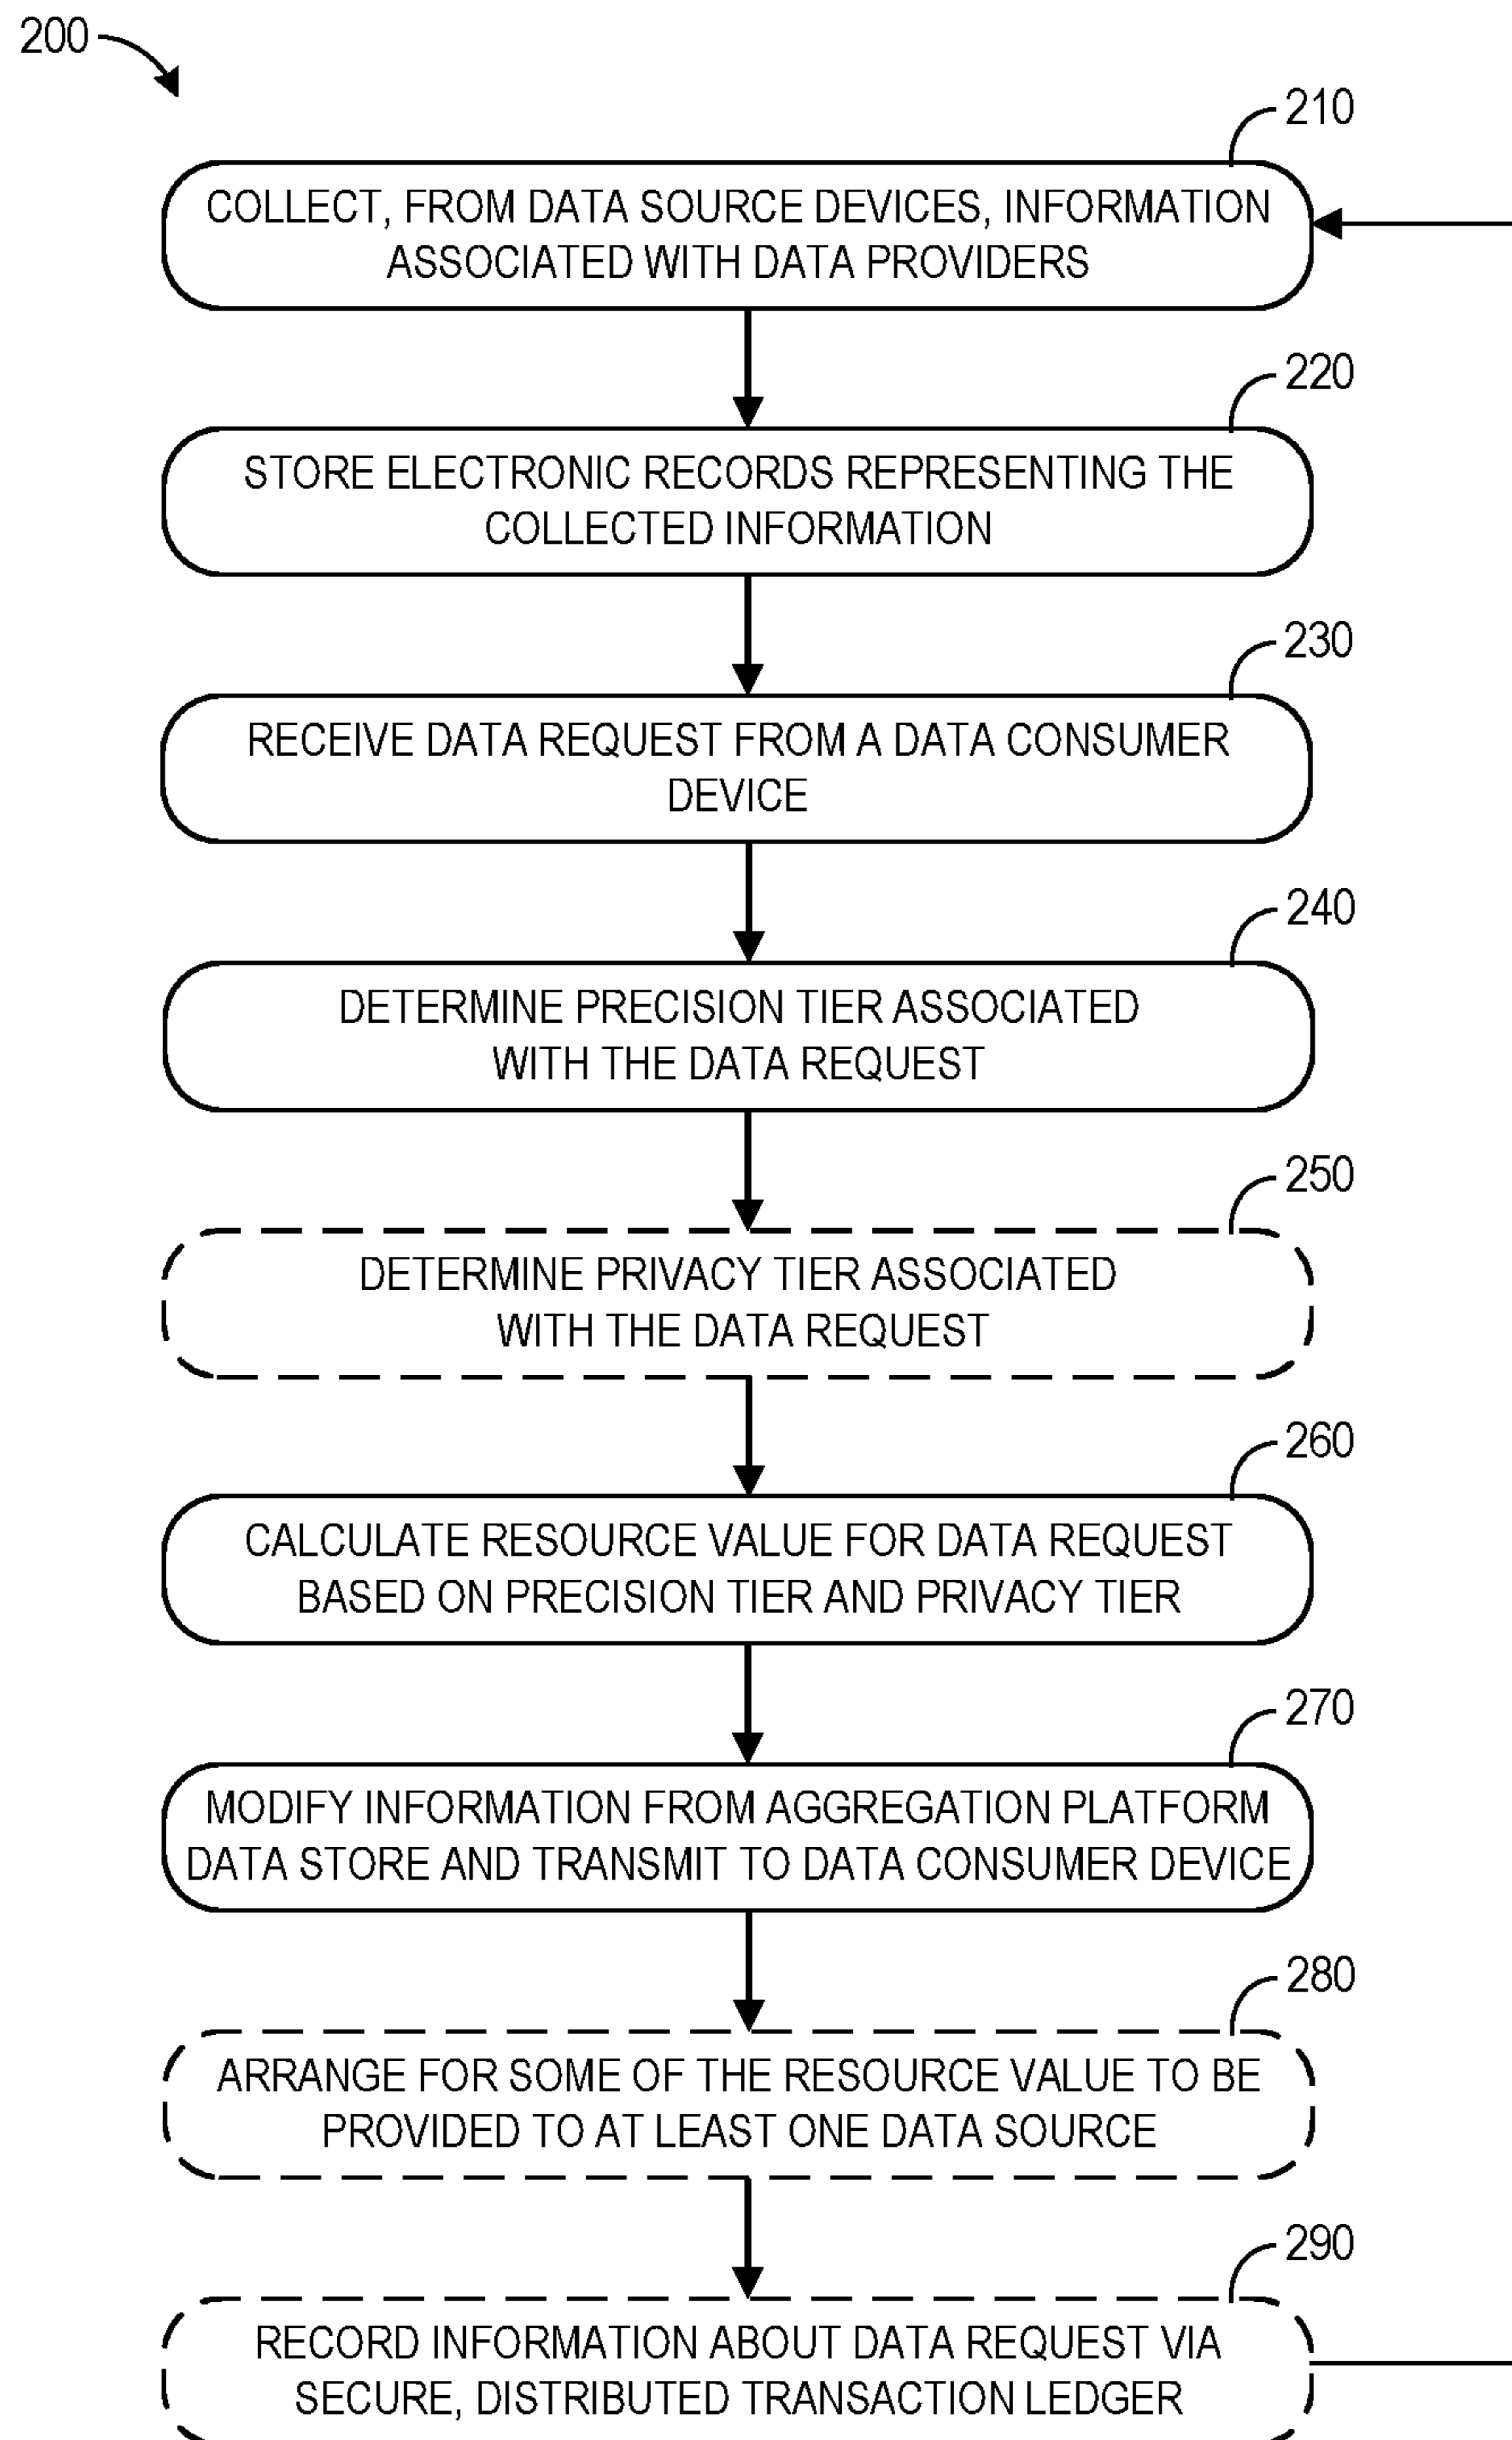 200
210
COLLECT, FROM DATA SOURCE DEVICES, INFORMATION
ASSOCIATED WITH DATA PROVIDERS
220
STORE ELECTRONIC RECORDS REPRESENTING THE
COLLECTED INFORMATION
230
RECEIVE DATA REQUEST FROM A DATA CONSUMER
DEVICE
240
DETERMINE PRECISION TIER ASSOCIATED
WITH THE DATA REQUEST
250
DETERMINE PRIVACY TIER ASSOCIATED
WITH THE DATA REQUEST
260
CALCULATE RESOURCE VALUE FOR DATA REQUEST
BASED ON PRECISION TIER AND PRIVACY TIER
270
MODIFY INFORMATION FROM AGGREGATION PLATFORM
DATA STORE AND TRANSMIT TO DATA CONSUMER DEVICE
280
ARRANGE FOR SOME OF THE RESOURCE VALUE TO BE
PROVIDED TO AT LEAST ONE DATA SOURCE
290
RECORD INFORMATION ABOUT DATA REQUEST VIA
SECURE, DISTRIBUTED TRANSACTION LEDGER